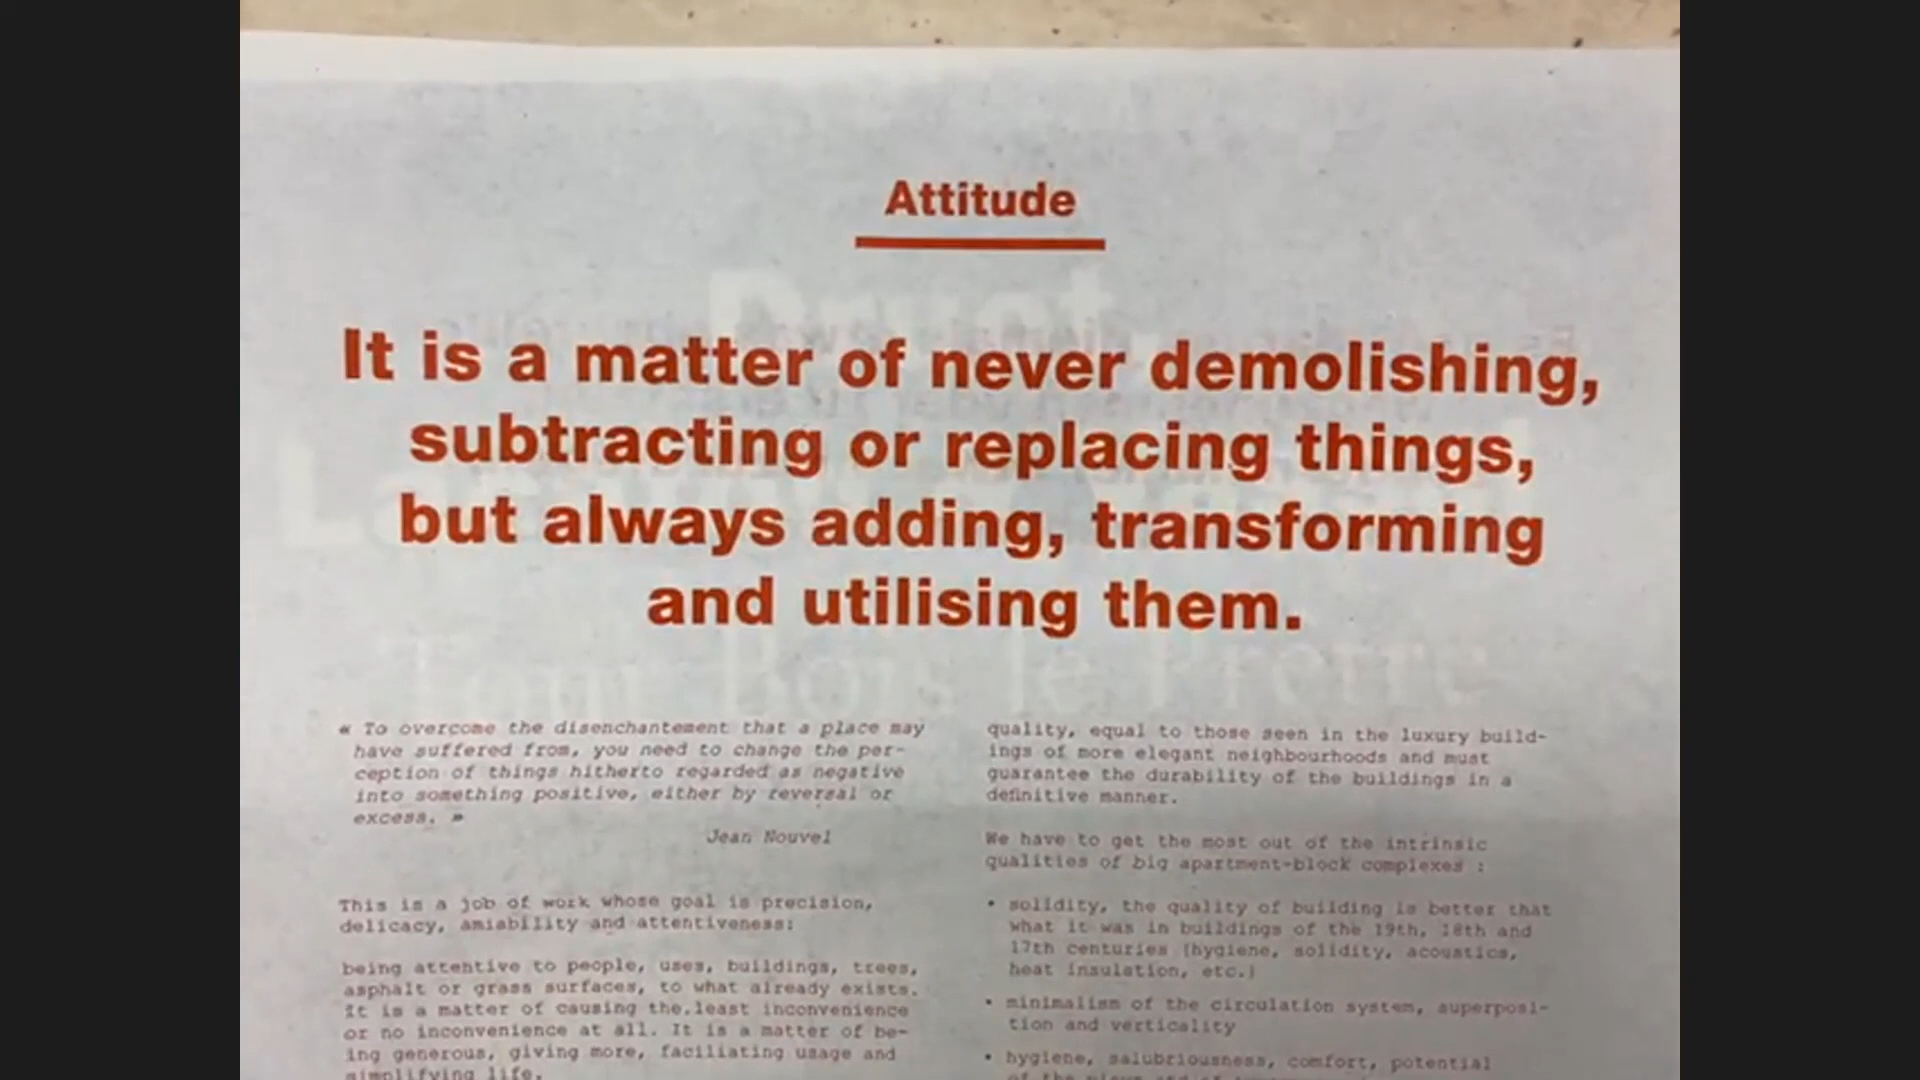 Attitude
It is a matter of never demolishing,
subtracting or replacing things,
but always adding, transforming
and utilising them.
« To overcome the disenchantement that a place may
have suffered from, you need to change the per-
ception of things hitherto regarded as negative
into something positive, either by reversal or
excess. »
Jean Nouvel
This is a job of work whose goal is precision,
delicacy, amiability and attentiveness:
being attentive to people, uses, buildings, trees,
asphalt or grass surfaces, to what already exists.
It is a matter of causing the least inconvenience
or no inconvenience at all. It is a matter of be-
ing generous, giving more, faciliating usage and
simplifying life.
quality, equal to those seen in the luxury build-
ings of more elegant neighbourhoods and must
guarantee the durability of the buildings in a
definitive manner.
We have to get the most out of the intrinsic
qualities of big apartment-block complexes :
• solidity, the quality of building is better that
what it was in buildings of the 19th, 18th and
17th centuries (hygiene, solidity, acoustics,
heat insulation, etc.)
• minimalism of the circulation system, superposi-
tion and verticality
• hygiene, salubriousness, comfort, potential